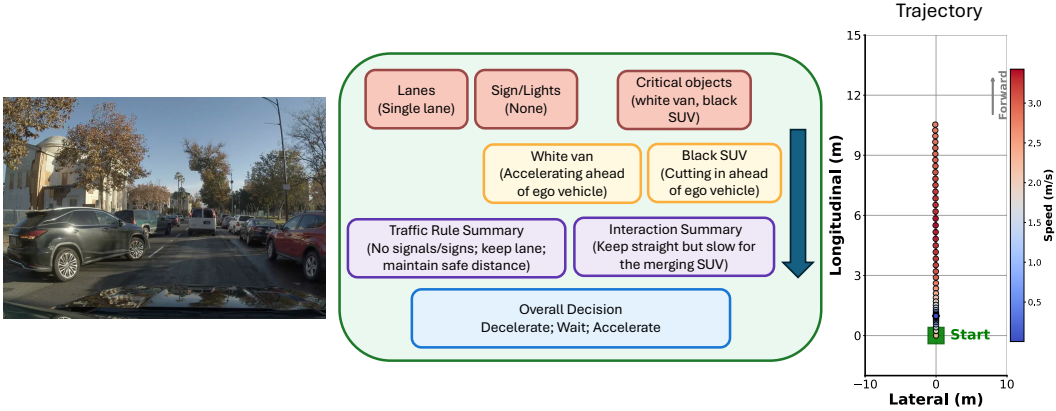 Lanes
(Single lane)
Sign/Lights
(None)
Critical objects
(white van, black
SUV)
White van
(Accelerating ahead
of ego vehicle)
Black SUV
(Cutting in ahead
of ego vehicle)
Traffic Rule Summary
(No signals/signs; keep lane;
maintain safe distance)
Interaction Summary
(Keep straight but slow for
the merging SUV)
Overall Decision
Decelerate; Wait; Accelerate
Trajectory
Longitudinal (m)
15
12
9
6
3
0
Forward
Start
−10
0
10
Lateral (m)
3.0
2.5
2.0
1.5
1.0
0.5
Speed (m/s)